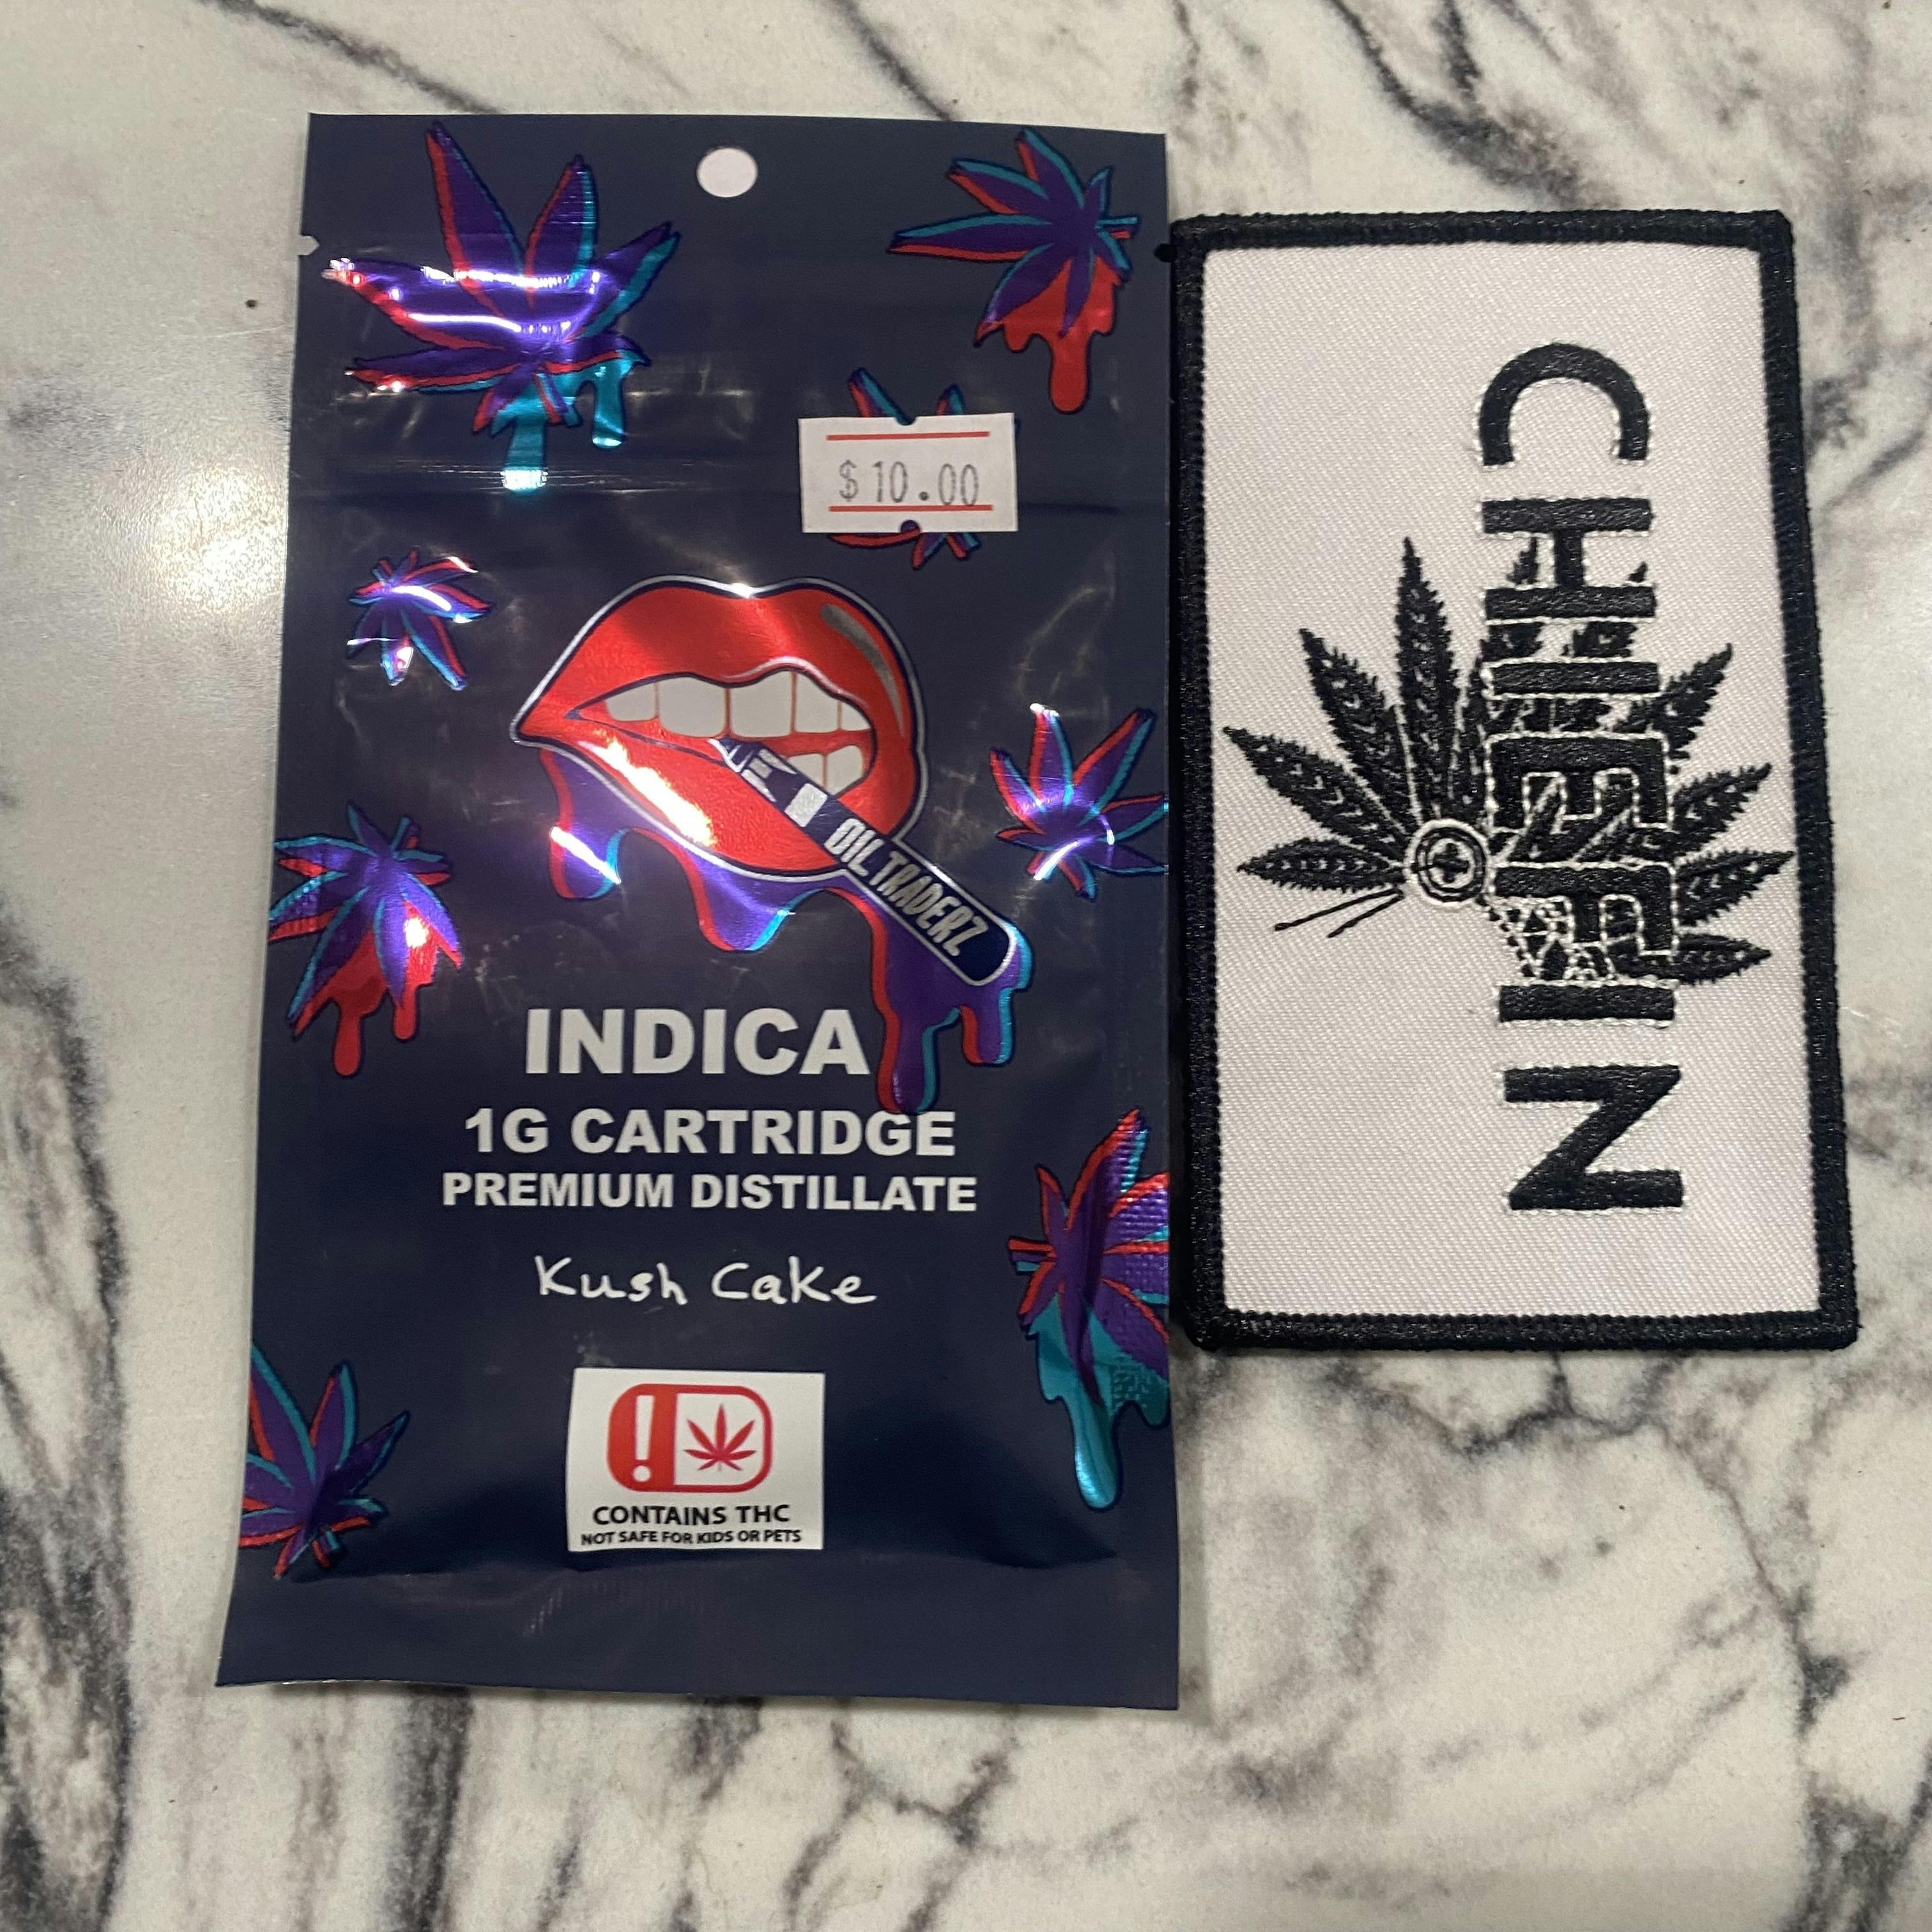 $10.00
OIL TRADERZ
INDICA
1G CARTRIDGE
PREMIUM DISTILLATE
Kush Cake
!
CONTAINS THC
NOT SAFE FOR KIDS OR PETS
CHIEFIN